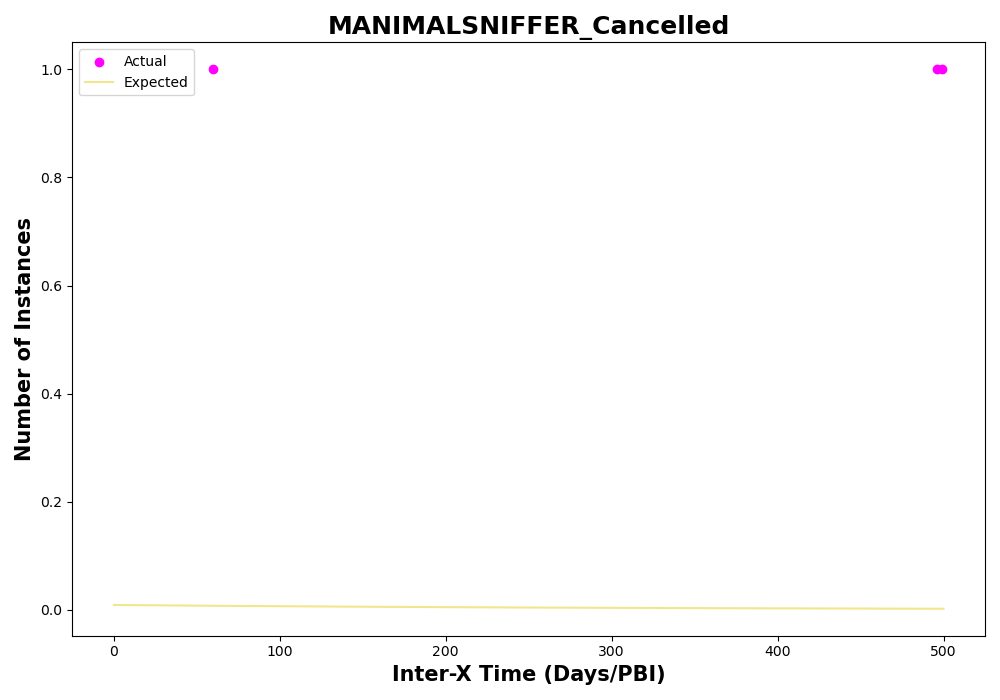 MANIMALSNIFFER_Cancelled
Actual
Expected
1.0
0.8
0.6
0.4
0.2
0.0
Number of Instances
0
100
200
300
400
500
Inter-X Time (Days/PBI)